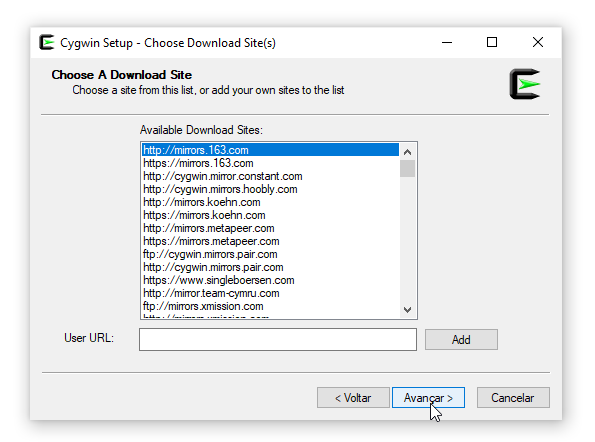 Cygwin Setup - Choose Download Site(s)
Choose A Download Site
Choose a site from this list, or add your own sites to the list
Available Download Sites:
http://mirrors.163.com
https://mirrors.163.com
http://cygwin.mirror.constant.com
http://cygwin.mirrors.hoobly.com
http://mirrors.koehn.com
https://mirrors.koehn.com
http://mirrors.metapeer.com
https://mirrors.metapeer.com
ftp://cygwin.mirrors.pair.com
http://cygwin.mirrors.pair.com
https://www.singleboersen.com
http://mirror.team-cymru.com
ftp://mirrors.xmission.com
http://mirrors.xmission.com
User URL:
Add
< Voltar
Avançar >
Cancelar